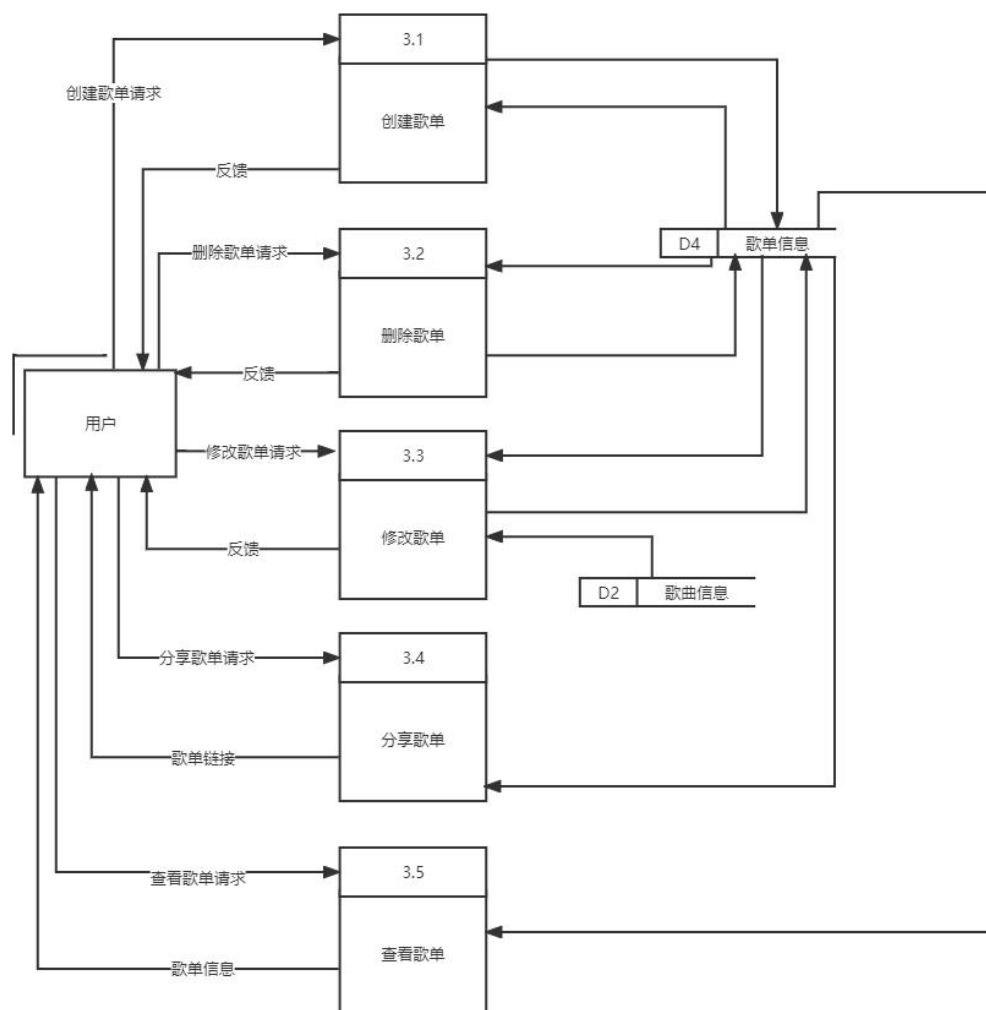 3.1
创建歌单请求
创建歌单
反馈
3.2
删除歌单请求
D4
歌单信息
删除歌单
反馈
用户
3.3
修改歌单请求
修改歌单
反馈
D2
歌曲信息
3.4
分享歌单请求
分享歌单
歌单链接
3.5
查看歌单请求
查看歌单
歌单信息